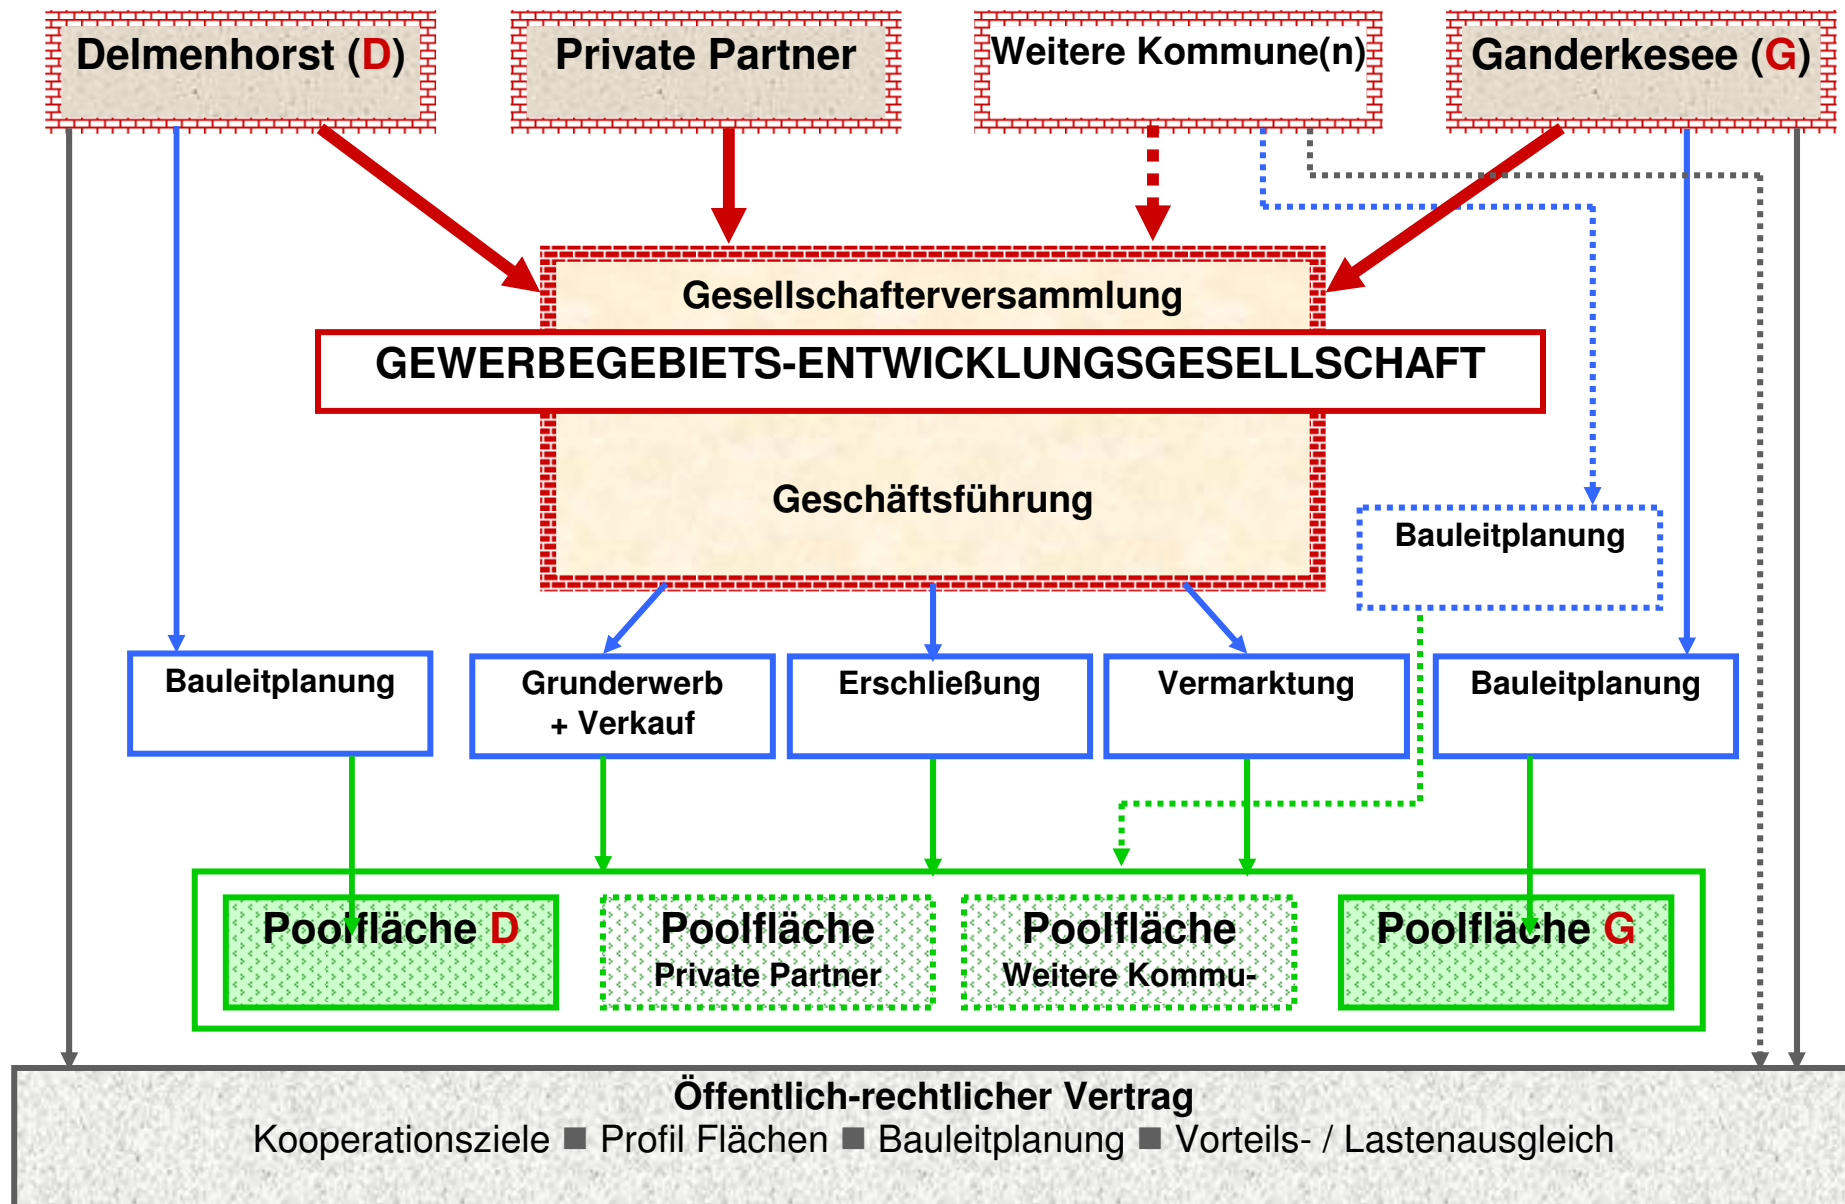 Delmenhorst (D)
Private Partner
Weitere Kommune(n)
Ganderkesee (G)
Gesellschafterversammlung
GEWERBEGEBIETS-ENTWICKLUNGSGESELLSCHAFT
Geschäftsführung
Bauleitplanung
Bauleitplanung
Grunderwerb
+ Verkauf
Erschließung
Vermarktung
Bauleitplanung
Poolfläche D
Poolfläche
Private Partner
Poolfläche
Weitere Kommu-
Poolfläche G
Öffentlich-rechtlicher Vertrag
Kooperationsziele ■ Profil Flächen ■ Bauleitplanung ■ Vorteils- / Lastenausgleich